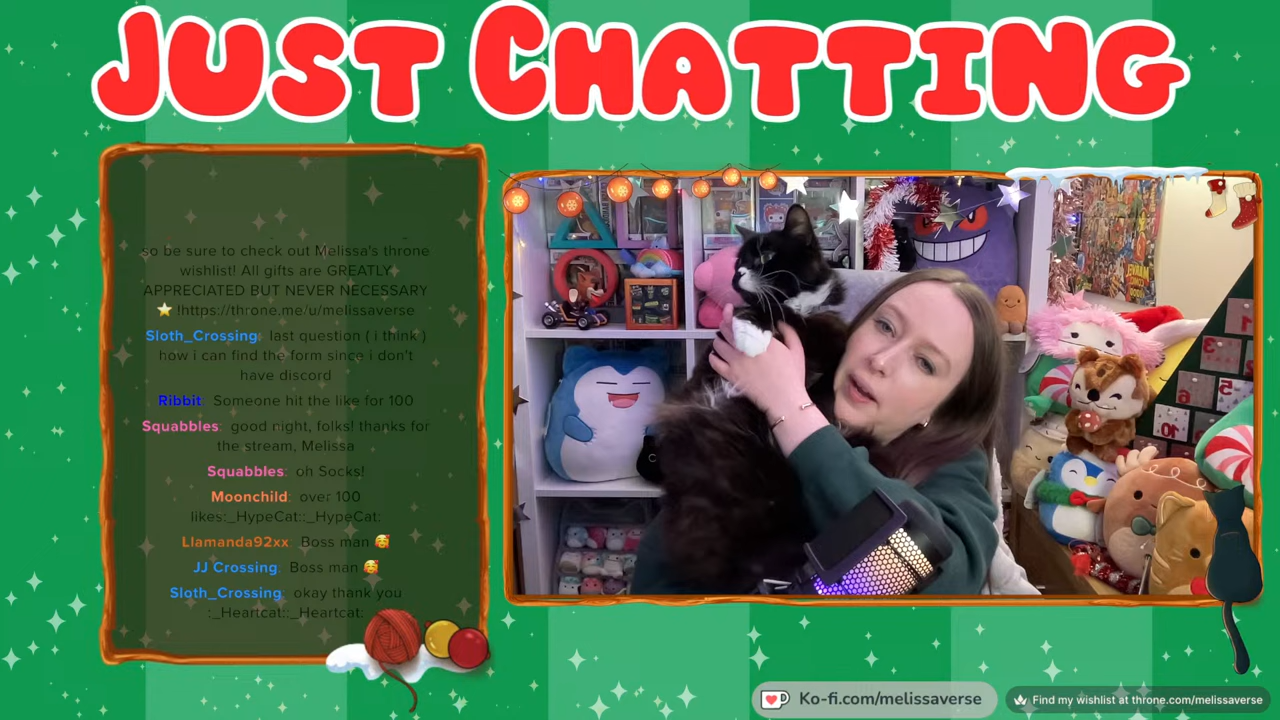 JUST CHATTING
so be sure to check out Melissa's throne
wishlist! All gifts are GREATLY
APPRECIATED BUT NEVER NECESSARY
⭐ !https://throne.me/u/melissaverse
Sloth_Crossing: last question ( i think )
how i can find the form since i don't
have discord
Ribbit: Someone hit the like for 100
Squabbles: good night, folks! thanks for
the stream, Melissa
Squabbles: oh Socks!
Moonchild: over 100
likes:_HypeCat::_HypeCat:
Llamanda92xx: Boss man 🥰
JJ Crossing: Boss man 🥰
Sloth_Crossing: okay thank you
:_Heartcat::_Heartcat:
Ko-fi.com/melissaverse
Find my wishlist at throne.com/melissaverse